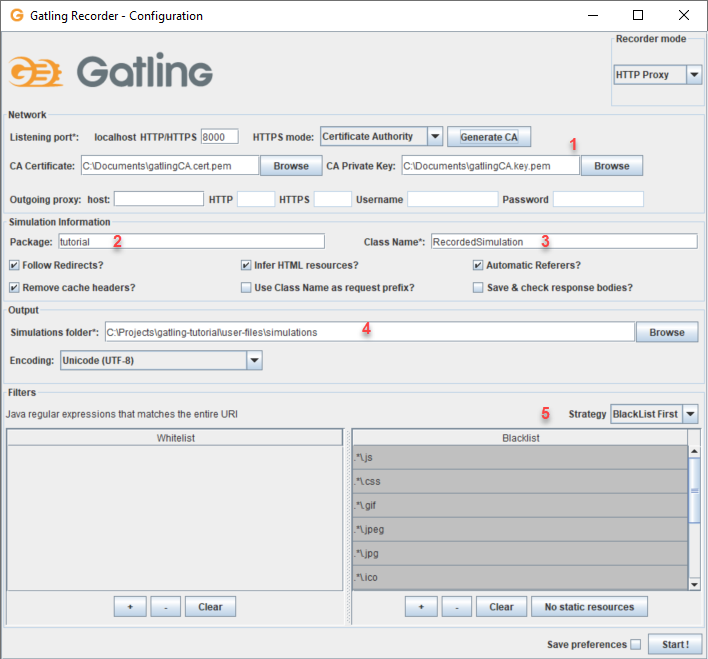 Gatling Recorder - Configuration
Recorder mode
Gatling
HTTP Proxy
Network
Listening port*: localhost HTTP/HTTPS 8000 HTTPS mode: Certificate Authority Generate CA
1
CA Certificate: C:\Documents\gatlingCA.cert.pem Browse CA Private Key: C:\Documents\gatlingCA.key.pem Browse
Outgoing proxy: host: HTTP HTTPS Username Password
Simulation Information
Package: tutorial 2 Class Name*: RecordedSimulation 3
Follow Redirects? Infer HTML resources? Automatic Referers?
Remove cache headers? Use Class Name as request prefix? Save & check response bodies?
Output
Simulations folder*: C:\Projects\gatling-tutorial\user-files\simulations 4 Browse
Encoding: Unicode (UTF-8)
Filters
Java regular expressions that matches the entire URI 5 Strategy BlackList First
Whitelist Blacklist
.*\.js
.*\.css
.*\.gif
.*\.jpeg
.*\.jpg
.*\.ico
+ - Clear + - Clear No static resources
Save preferences Start !